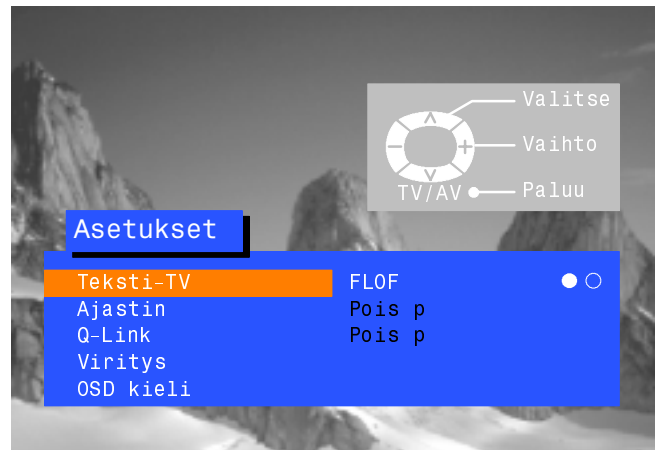 Valitse
Vaihto
TV/AV Paluu
Asetukset
Teksti-TV FLOF
Ajastin Pois p
Q-Link Pois p
Viritys
OSD kieli